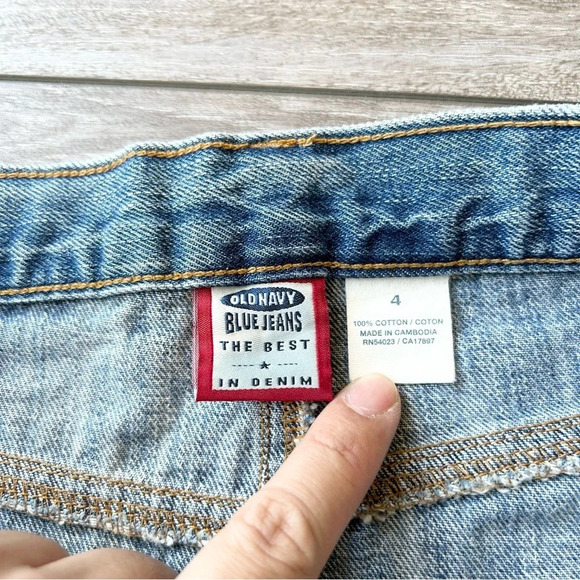 OLD NAVY
BLUE JEANS
THE BEST
IN DENIM
4
100% COTTON / COTON
MADE IN CAMBODIA
RN54023 / CA17897